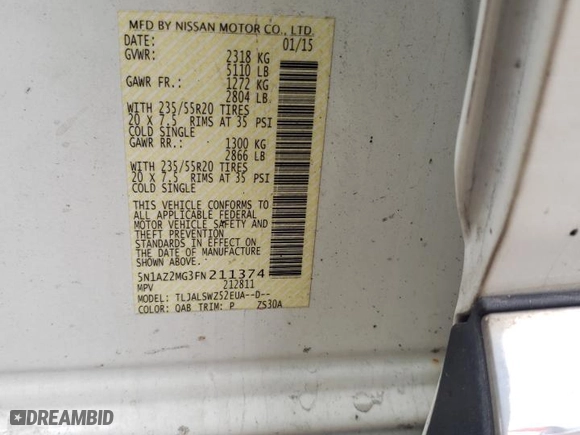 MFD BY NISSAN MOTOR CO., LTD.
DATE: 01/15
GVWR: 2318 KG
5110 LB
GAWR FR.: 1272 KG
2804 LB
WITH 235/55R20 TIRES
20 X 7.5 RIMS AT 35 PSI
COLD SINGLE
GAWR RR.: 1300 KG
2866 LB
WITH 235/55R20 TIRES
20 X 7.5 RIMS AT 35 PSI
COLD SINGLE
THIS VEHICLE CONFORMS TO
ALL APPLICABLE FEDERAL
MOTOR VEHICLE SAFETY AND
THEFT PREVENTION
STANDARDS IN EFFECT ON
THE DATE OF MANUFACTURE
SHOWN ABOVE.
5N1AZ2MG3FN211374
MPV 212811
MODEL: TLJALSWZ52EUA--D--
COLOR: QAB TRIM: P ZS30A
DREAMBID